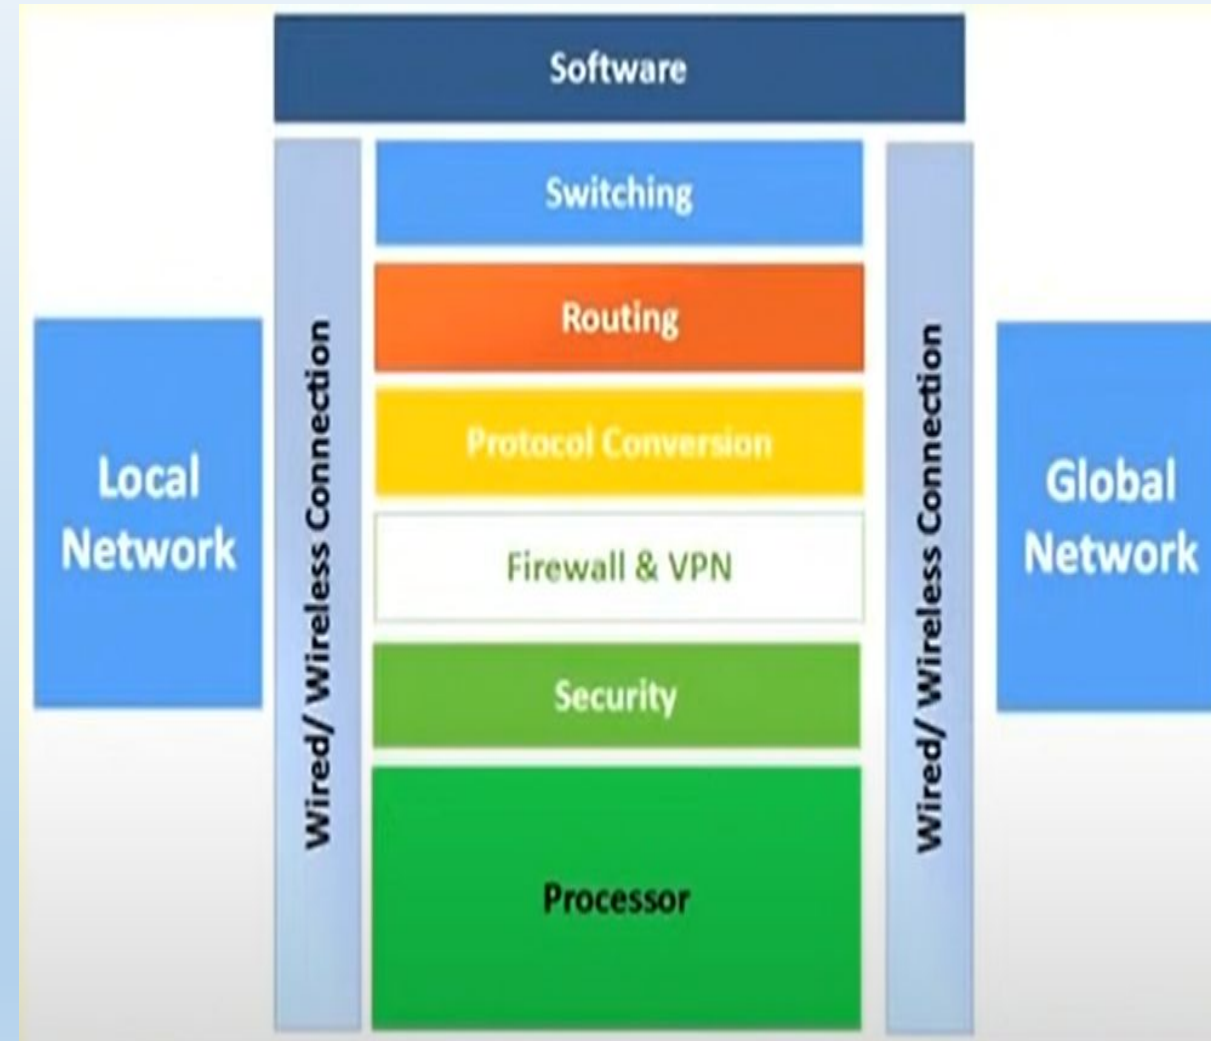 Software
Switching
Routing
Protocol Conversion
Firewall & VPN
Security
Processor
Wired/ Wireless Connection
Wired/ Wireless Connection
Local
Network
Global
Network